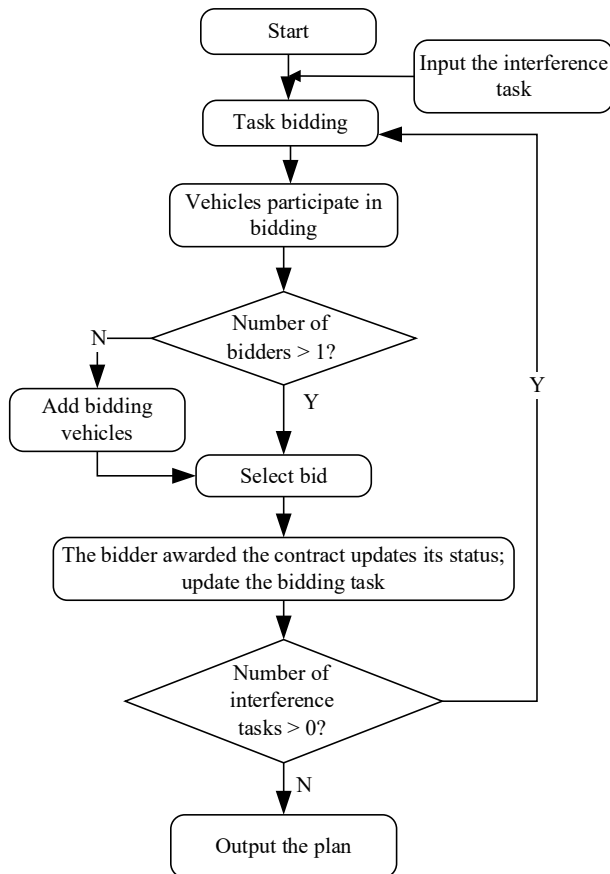 Start
Input the interference
task
Task bidding
Vehicles participate in
bidding
Number of
bidders > 1?
N
Y
Add bidding
vehicles
Select bid
The bidder awarded the contract updates its status;
update the bidding task
Number of
interference
tasks > 0?
Y
N
Output the plan